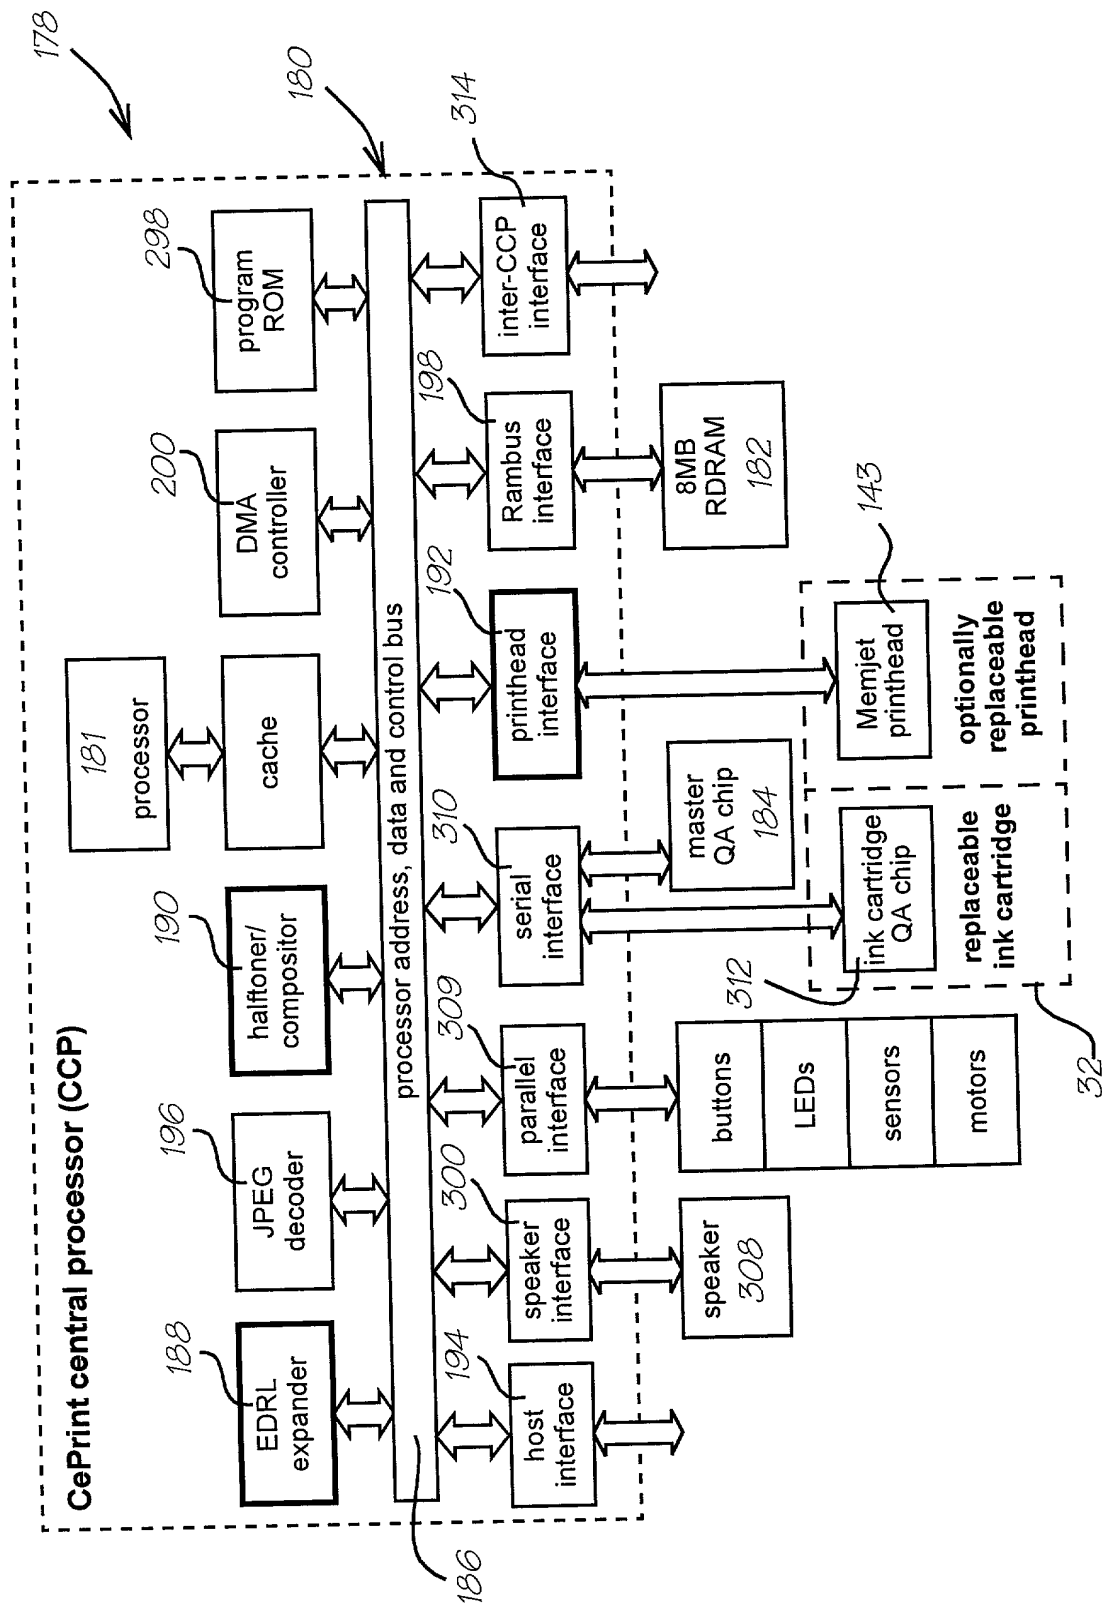 178
CePrint central processor (CCP)
180
181
processor
188
EDRL
expander
196
JPEG
decoder
190
halftoner/
compositor
cache
200
DMA
controller
298
program
ROM
processor address, data and control bus
186
194
host
interface
300
speaker
interface
309
parallel
interface
310
serial
interface
192
printhead
interface
198
Rambus
interface
314
inter-CCP
interface
speaker
308
buttons
LEDs
sensors
motors
master
QA chip
184
8MB
RDRAM
182
312
ink cartridge
QA chip
replaceable
ink cartridge
143
Memjet
printhead
optionally
replaceable
printhead
32